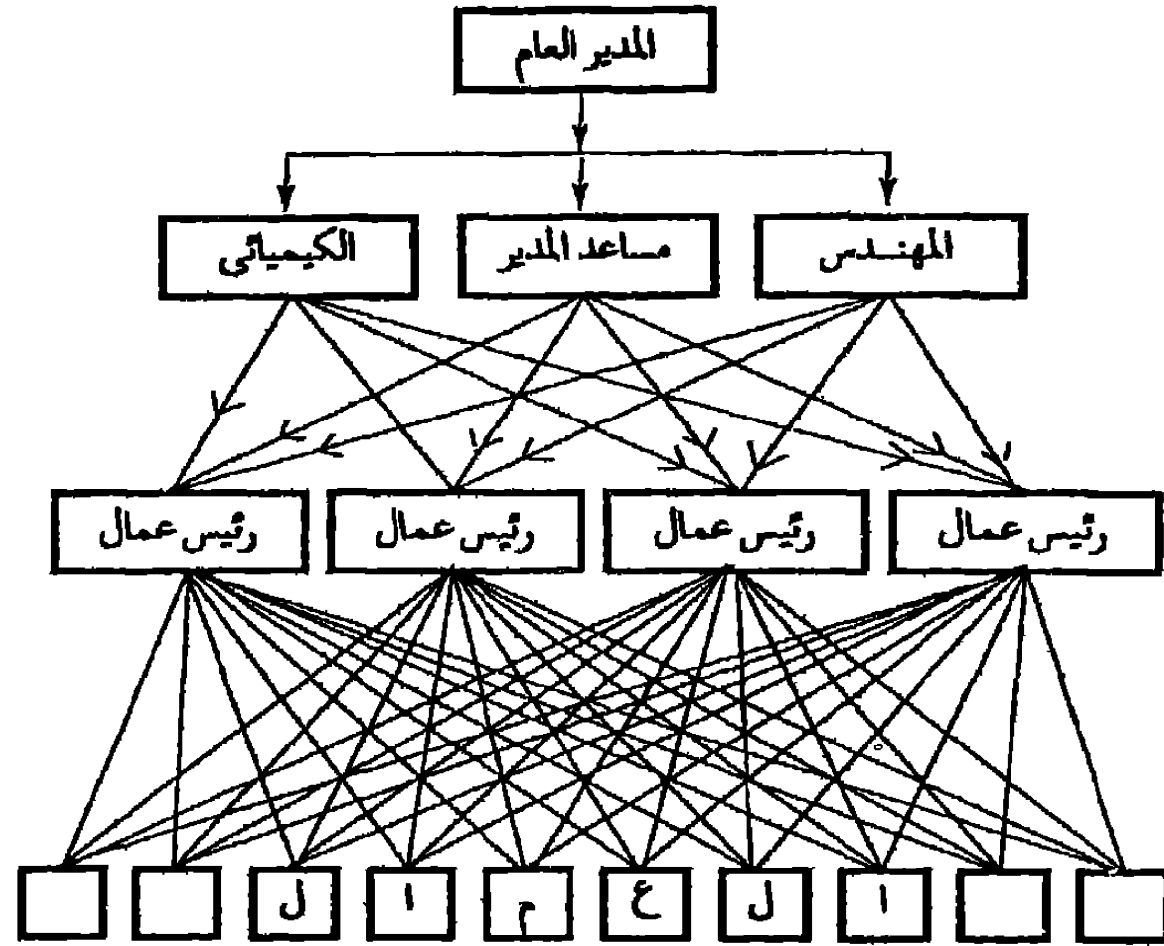 المدير العام
المهندس مساعد المدير الكيميائي
رئيس عمال رئيس عمال رئيس عمال رئيس عمال
ا ل ع م ا ل